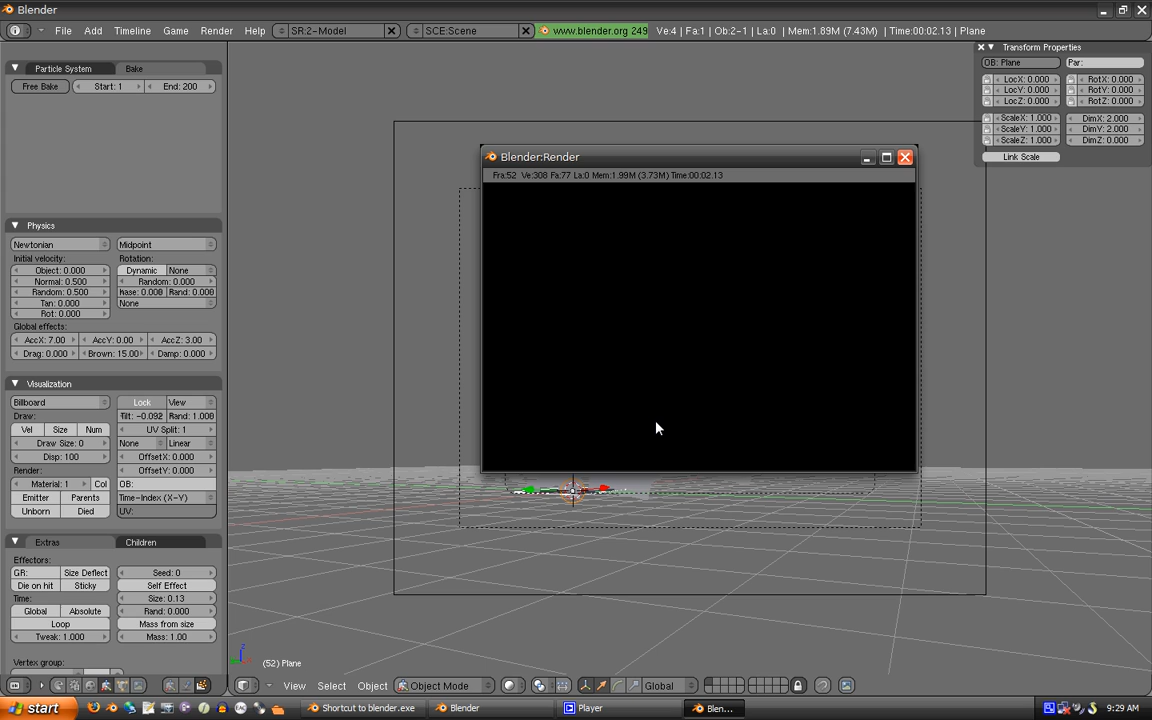 Blender
File Add Timeline Game Render Help SR:2-Model SCE:Scene www.blender.org 249 Ve:4 | Fa:1 | Ob:2-1 | La:0 | Mem:1.89M (7.43M) | Time:00:02.13 | Plane
Particle System Bake
Free Bake Start: 1 End: 200
Physics
Newtonian Midpoint
Initial velocity: Rotation:
Object: 0.000 Dynamic None
Normal: 0.500 Random: 0.000
Random: 0.500 hase: 0.008 Rand: 0.008
Tan: 0.000 None
Rot: 0.000
Global effects:
AccX: 7.00 AccY: 0.00 AccZ: 3.00
Drag: 0.000 Brown: 15.00 Damp: 0.000
Visualization
Billboard Lock View
Draw: Tilt: -0.092 Rand: 1.008
Vel Size Num UV Split: 1
Draw Size: 0 None Linear
Disp: 100 OffsetX: 0.000
Render: OffsetY: 0.000
Material: 1 Col OB:
Emitter Parents Time-Index (X-Y)
Unborn Died UV:
Extras Children
Effectors:
GR: Size Deflect Seed: 0
Die on hit Sticky Self Effect
Time: Size: 0.13
Global Absolute Rand: 0.000
Loop Mass from size
Tweak: 1.000 Mass: 1.00
Vertex group:
Blender:Render
Fra:52 Ve:308 Fa:77 La:0 Mem:1.99M (3.73M) Time:00:02.13
Transform Properties
OB: Plane Par:
LocX: 0.000 RotX: 0.000
LocY: 0.000 RotY: 0.000
LocZ: 0.000 RotZ: 0.000
ScaleX: 1.000 DimX: 2.000
ScaleY: 1.000 DimY: 2.000
ScaleZ: 1.000 DimZ: 0.000
Link Scale
z
(52) Plane
View Select Object Object Mode Global
start Shortcut to blender.exe Blender Player Blen... 9:29 AM